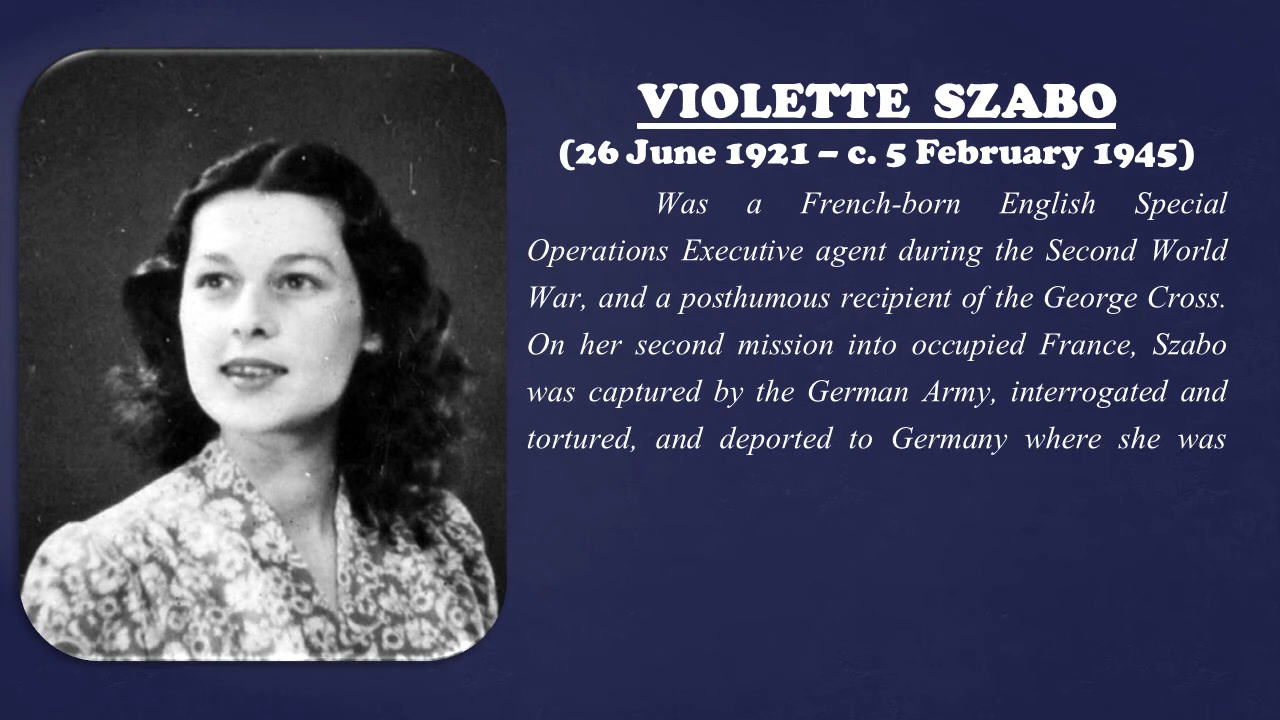 VIOLETTE SZABO
(26 June 1921 – c. 5 February 1945)
Was a French-born English Special
Operations Executive agent during the Second World
War, and a posthumous recipient of the George Cross.
On her second mission into occupied France, Szabo
was captured by the German Army, interrogated and
tortured, and deported to Germany where she was